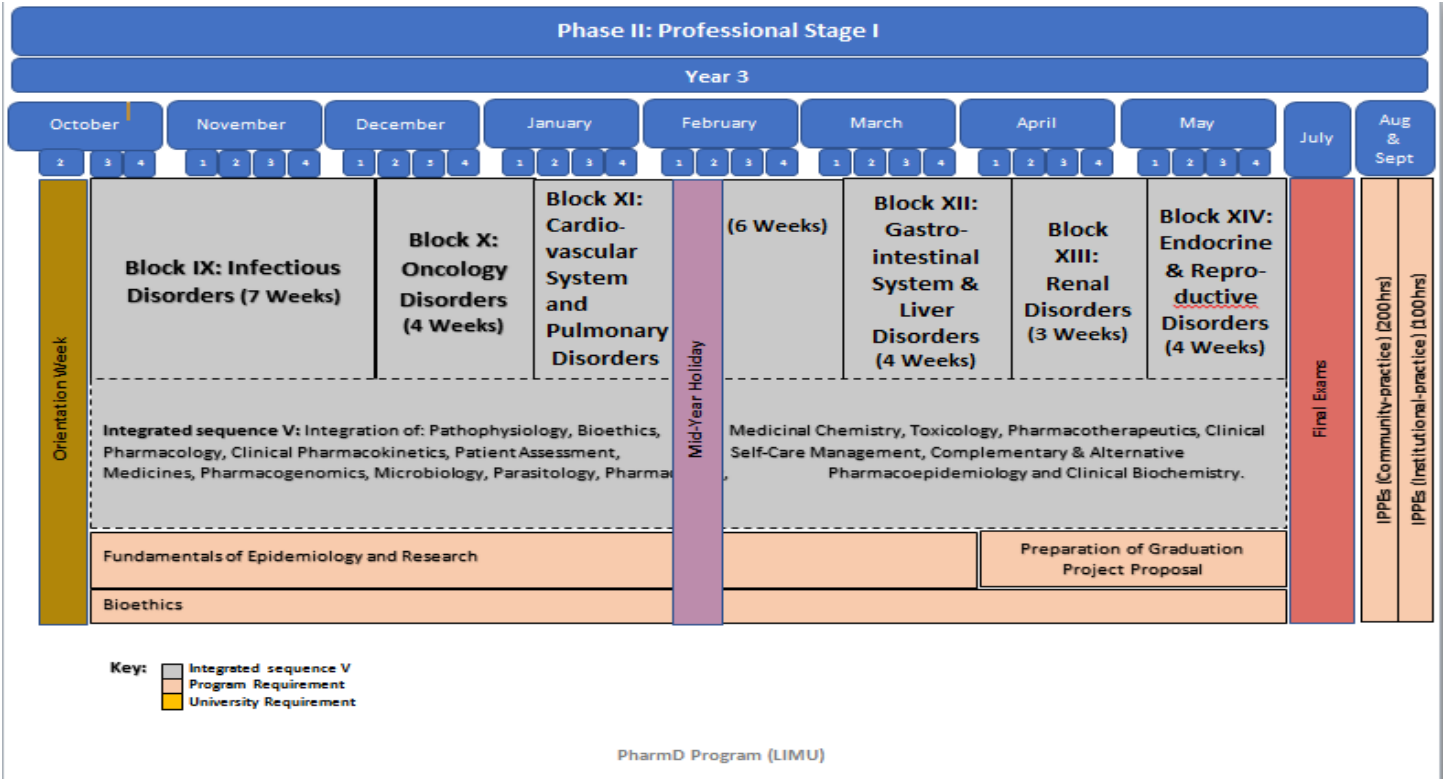 Phase II: Professional Stage I
Year 3
October
November
December
January
February
March
April
May
July
Aug
&
Sept
2 3 4 1 2 3 4 1 2 3 4 1 2 3 4 1 2 3 4 1 2 3 4 1 2 3 4 1 2 3 4
Orientation Week
Block IX: Infectious
Disorders (7 Weeks)
Block X:
Oncology
Disorders
(4 Weeks)
Block XI:
Cardio-
vascular
System
and
Pulmonary
Disorders
Mid-Year Holiday
(6 Weeks)
Block XII:
Gastro-
intestinal
System &
Liver
Disorders
(4 Weeks)
Block
XIII:
Renal
Disorders
(3 Weeks)
Block XIV:
Endocrine
& Repro-
ductive
Disorders
(4 Weeks)
Final Exams
IPPEs (Community-practice) (200hrs)
IPPEs (Institutional-practice) (100hrs)
Integrated sequence V: Integration of: Pathophysiology, Bioethics, Medicinal Chemistry, Toxicology, Pharmacotherapeutics, Clinical
Pharmacology, Clinical Pharmacokinetics, Patient Assessment, Self-Care Management, Complementary & Alternative
Medicines, Pharmacogenomics, Microbiology, Parasitology, Pharmac , Pharmacoepidemiology and Clinical Biochemistry.
Fundamentals of Epidemiology and Research
Preparation of Graduation
Project Proposal
Bioethics
Key:
Integrated sequence V
Program Requirement
University Requirement
PharmD Program (LIMU)